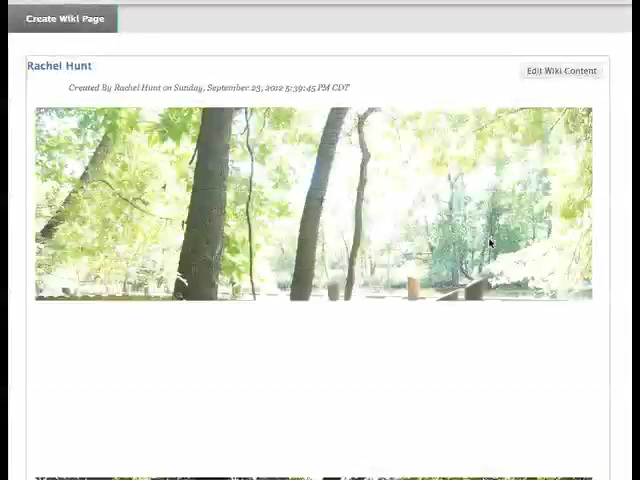 Create Wiki Page
Rachel Hunt
Edit Wiki Content
Created By Rachel Hunt on Sunday, September 23, 2012 5:39:45 PM CDT